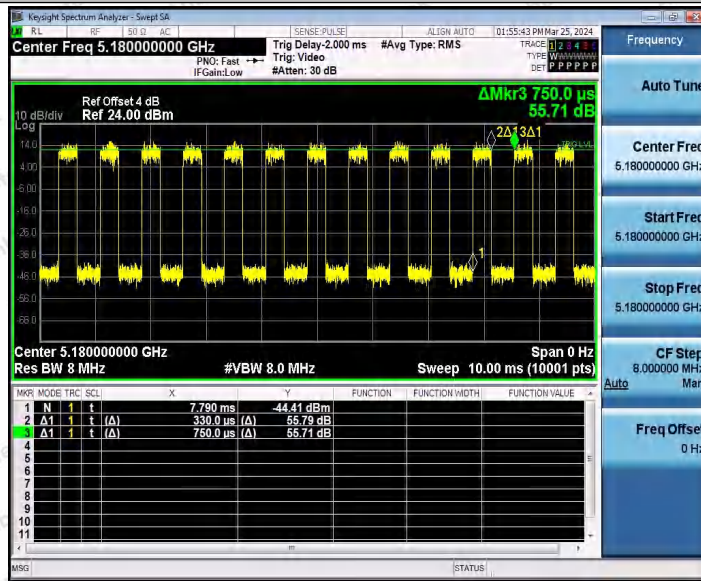 Keysight Spectrum Analyzer - Swept SA
RL RF 50 Ω AC SENSE:PULSE ALIGN AUTO 01:55:43 PM Mar 25, 2024
Center Freq 5.180000000 GHz
PNO: Fast
IFGain:Low
Trig Delay-2.000 ms
Trig: Video
#Atten: 30 dB
#Avg Type: RMS
TRACE 1 2 3 4 5 6
TYPE W
DET P P P P P P
Frequency
Auto Tune
Center Freq
5.180000000 GHz
Start Freq
5.180000000 GHz
Stop Freq
5.180000000 GHz
CF Step
8.000000 MHz
Auto Man
Freq Offset
0 Hz
ΔMkr3 750.0 µs
55.71 dB
Ref Offset 4 dB
10 dB/div Ref 24.00 dBm
Log
14.0
4.00
-6.00
-16.0
-26.0
-36.0
-46.0
-56.0
-66.0
2Δ13Δ1
TRIG LVL
1
Center 5.180000000 GHz Span 0 Hz
Res BW 8 MHz #VBW 8.0 MHz Sweep 10.00 ms (10001 pts)
MKR MODE TRC SCL X Y FUNCTION FUNCTION WIDTH FUNCTION VALUE
1 N 1 t 7.790 ms -44.41 dBm
2 Δ1 1 t (Δ) 330.0 µs (Δ) 55.79 dB
3 Δ1 1 t (Δ) 750.0 µs (Δ) 55.71 dB
4
5
6
7
8
9
10
11
MSG STATUS